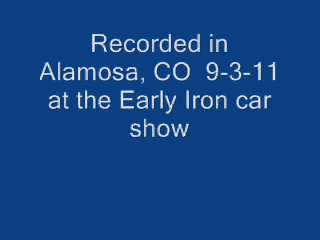 Recorded in
Alamosa, CO  9-3-11
at the Early Iron car
show